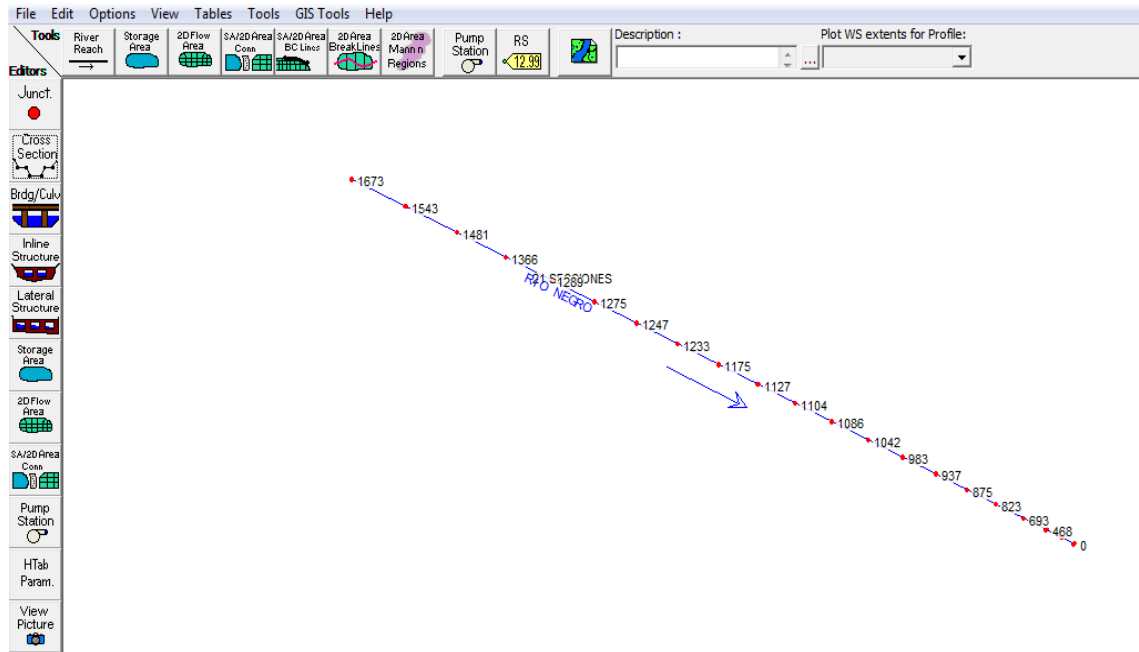 File Edit Options View Tables Tools GIS Tools Help
Tools
Editors
River
Reach
Storage
Area
2D Flow
Area
SA/2D Area
Conn
SA/2D Area
BC Lines
2D Area
BreakLines
2D Area
Mann n
Regions
Pump
Station
RS
12.99
Description :
...
Plot WS extents for Profile:
Junct.
Cross
Section
Brdg/Culv
Inline
Structure
Lateral
Structure
Storage
Area
2D Flow
Area
SA/2D Area
Conn
Pump
Station
HTab
Param.
View
Picture
1673
1543
1481
1366
1289
RIO NEGRO
1275
1247
1233
1175
1127
1104
1086
1042
983
937
875
823
693
468
0